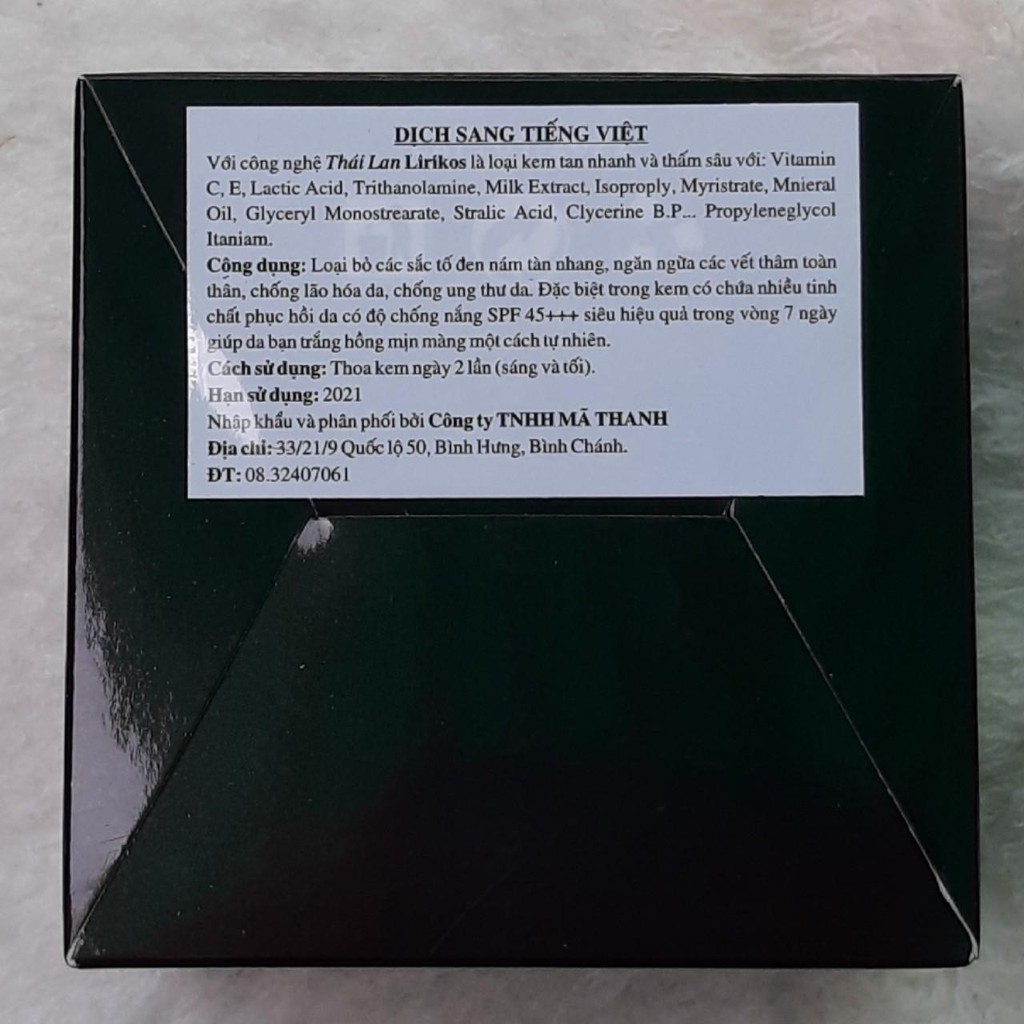 DỊCH SANG TIẾNG VIỆT
Với công nghệ Thái Lan Lirikos là loại kem tan nhanh và thấm sâu với: Vitamin
C, E, Lactic Acid, Trithanolamine, Milk Extract, Isoproply, Myristrate, Mnieral
Oil, Glyceryl Monostrearate, Stralic Acid, Clycerine B.P... Propyleneglycol
Itaniam.
Công dụng: Loại bỏ các sắc tố đen nám tàn nhang, ngăn ngừa các vết thâm toàn
thân, chống lão hóa da, chống ung thư da. Đặc biệt trong kem có chứa nhiều tinh
chất phục hồi da có độ chống nắng SPF 45+++ siêu hiệu quả trong vòng 7 ngày
giúp da bạn trắng hồng mịn màng một cách tự nhiên.
Cách sử dụng: Thoa kem ngày 2 lần (sáng và tối).
Hạn sử dụng: 2021
Nhập khẩu và phân phối bởi Công ty TNHH MÃ THANH
Địa chỉ: 33/21/9 Quốc lộ 50, Bình Hưng, Bình Chánh.
ĐT: 08.32407061